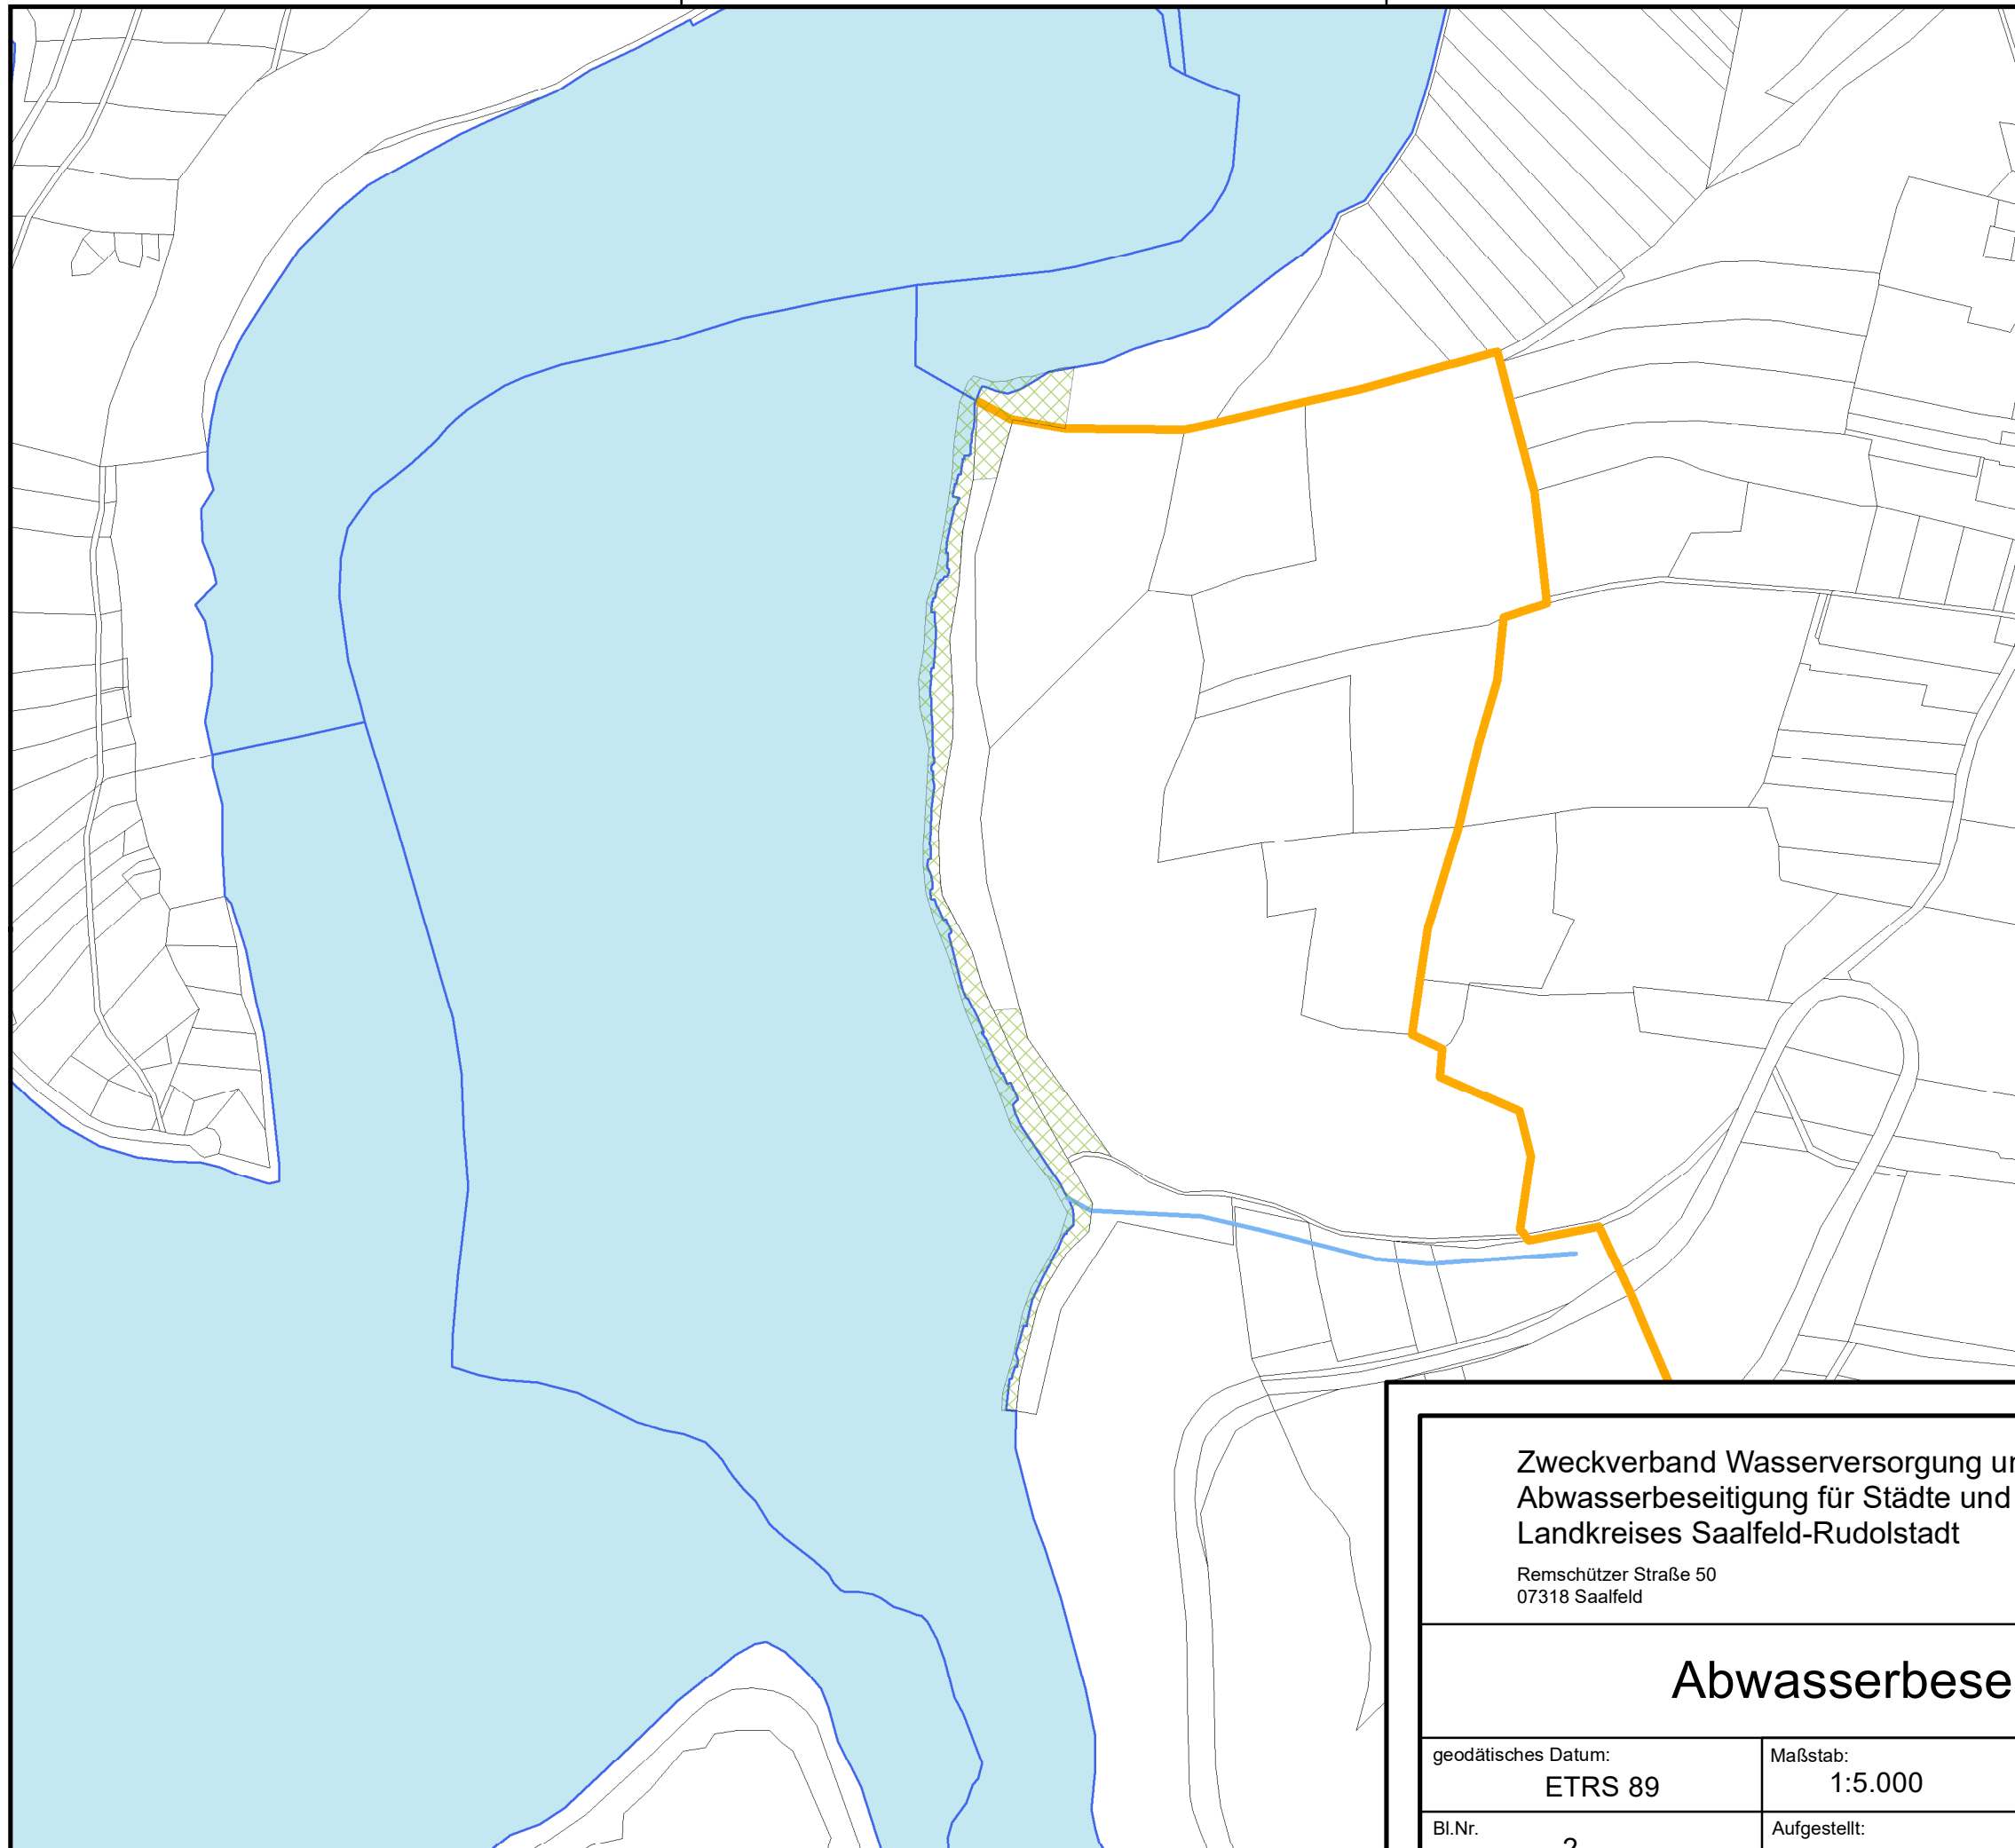 Zweckverband Wasserversorgung
Abwasserbeseitigung für Städte und
Landkreises Saalfeld-Rudolstadt
Remschützer Straße 50
07318 Saalfeld
geodätisches Datum:
ETRS 89
Maßstab:
1:5.000
Bl.Nr.
Aufgestellt: